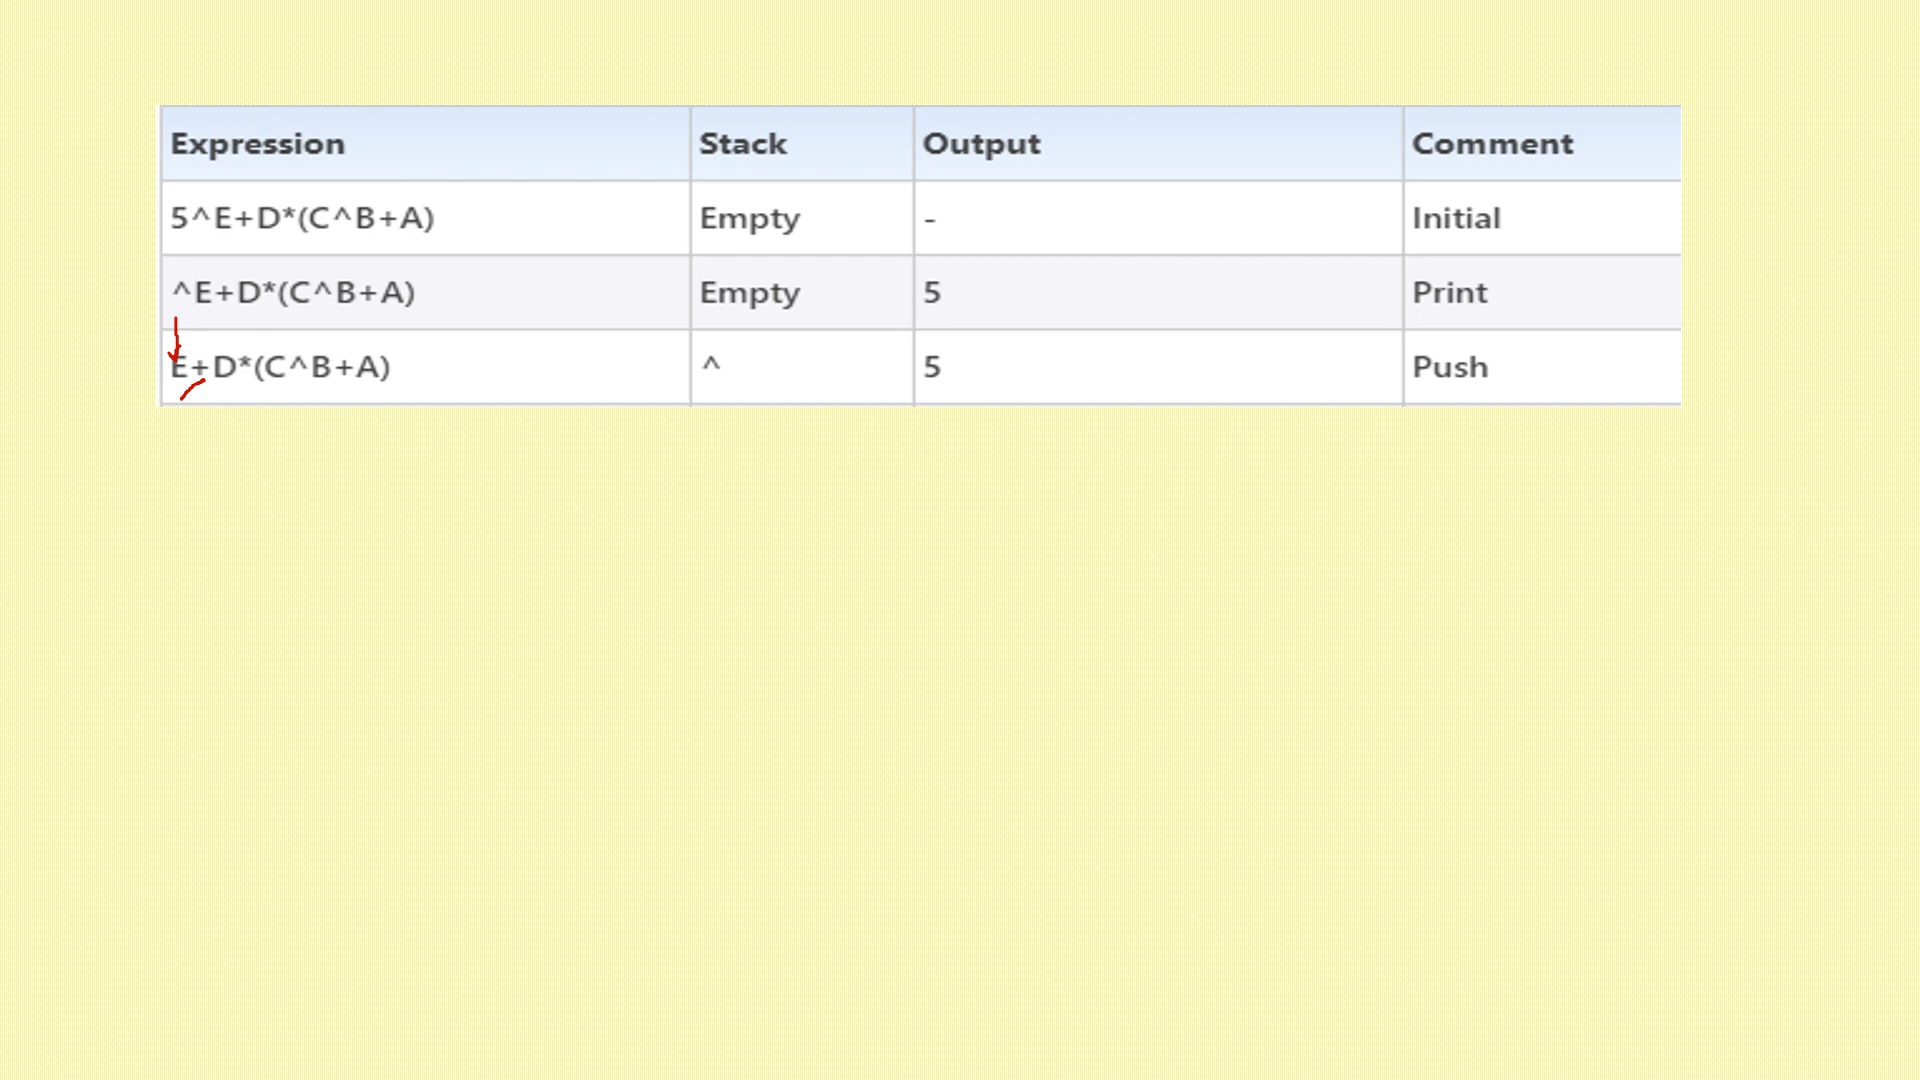 Expression Stack Output Comment
5^E+D*(C^B+A) Empty - Initial
^E+D*(C^B+A) Empty 5 Print
E+D*(C^B+A) ^ 5 Push